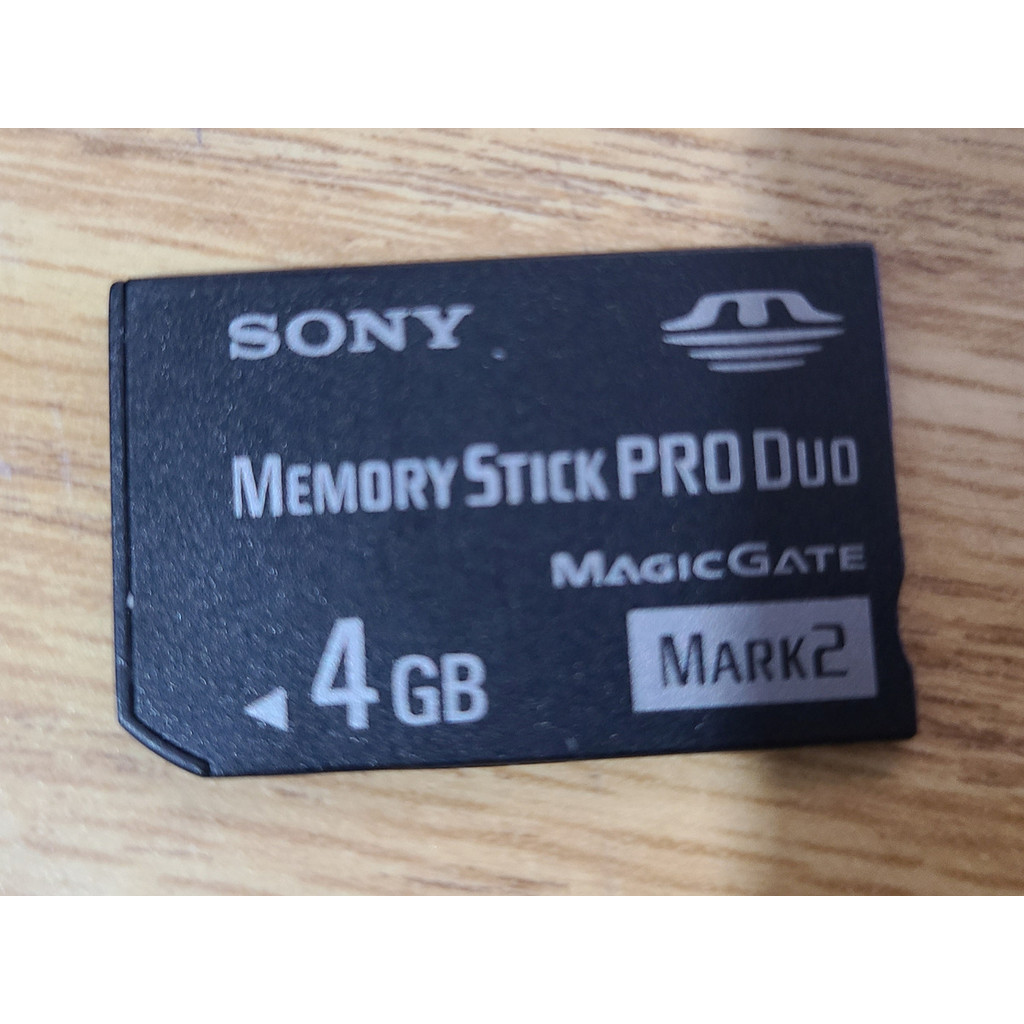 SONY
MEMORY STICK PRO DUO
MAGICGATE
4 GB
MARK2